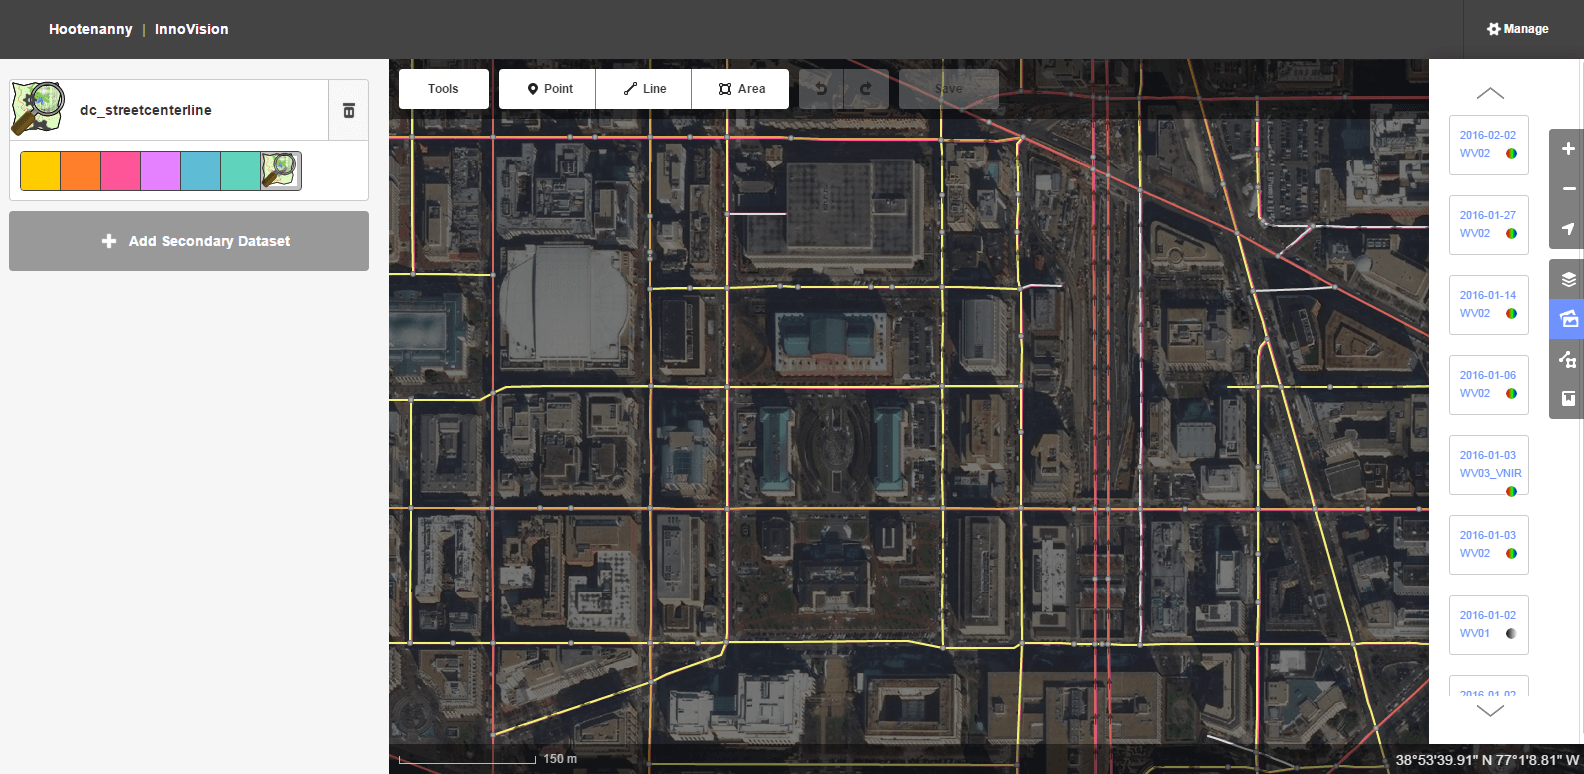 Hootenanny | InnoVision
Manage
dc_streetcenterline
Add Secondary Dataset
Tools
Point
Line
Area
Save
2016-02-02
WV02
2016-01-27
WV02
2016-01-14
WV02
2016-01-06
WV02
2016-01-03
WV03_VNIR
2016-01-03
WV02
2016-01-02
WV01
2016-01-02
150 m
38°53'39.91" N 77°1'8.81" W